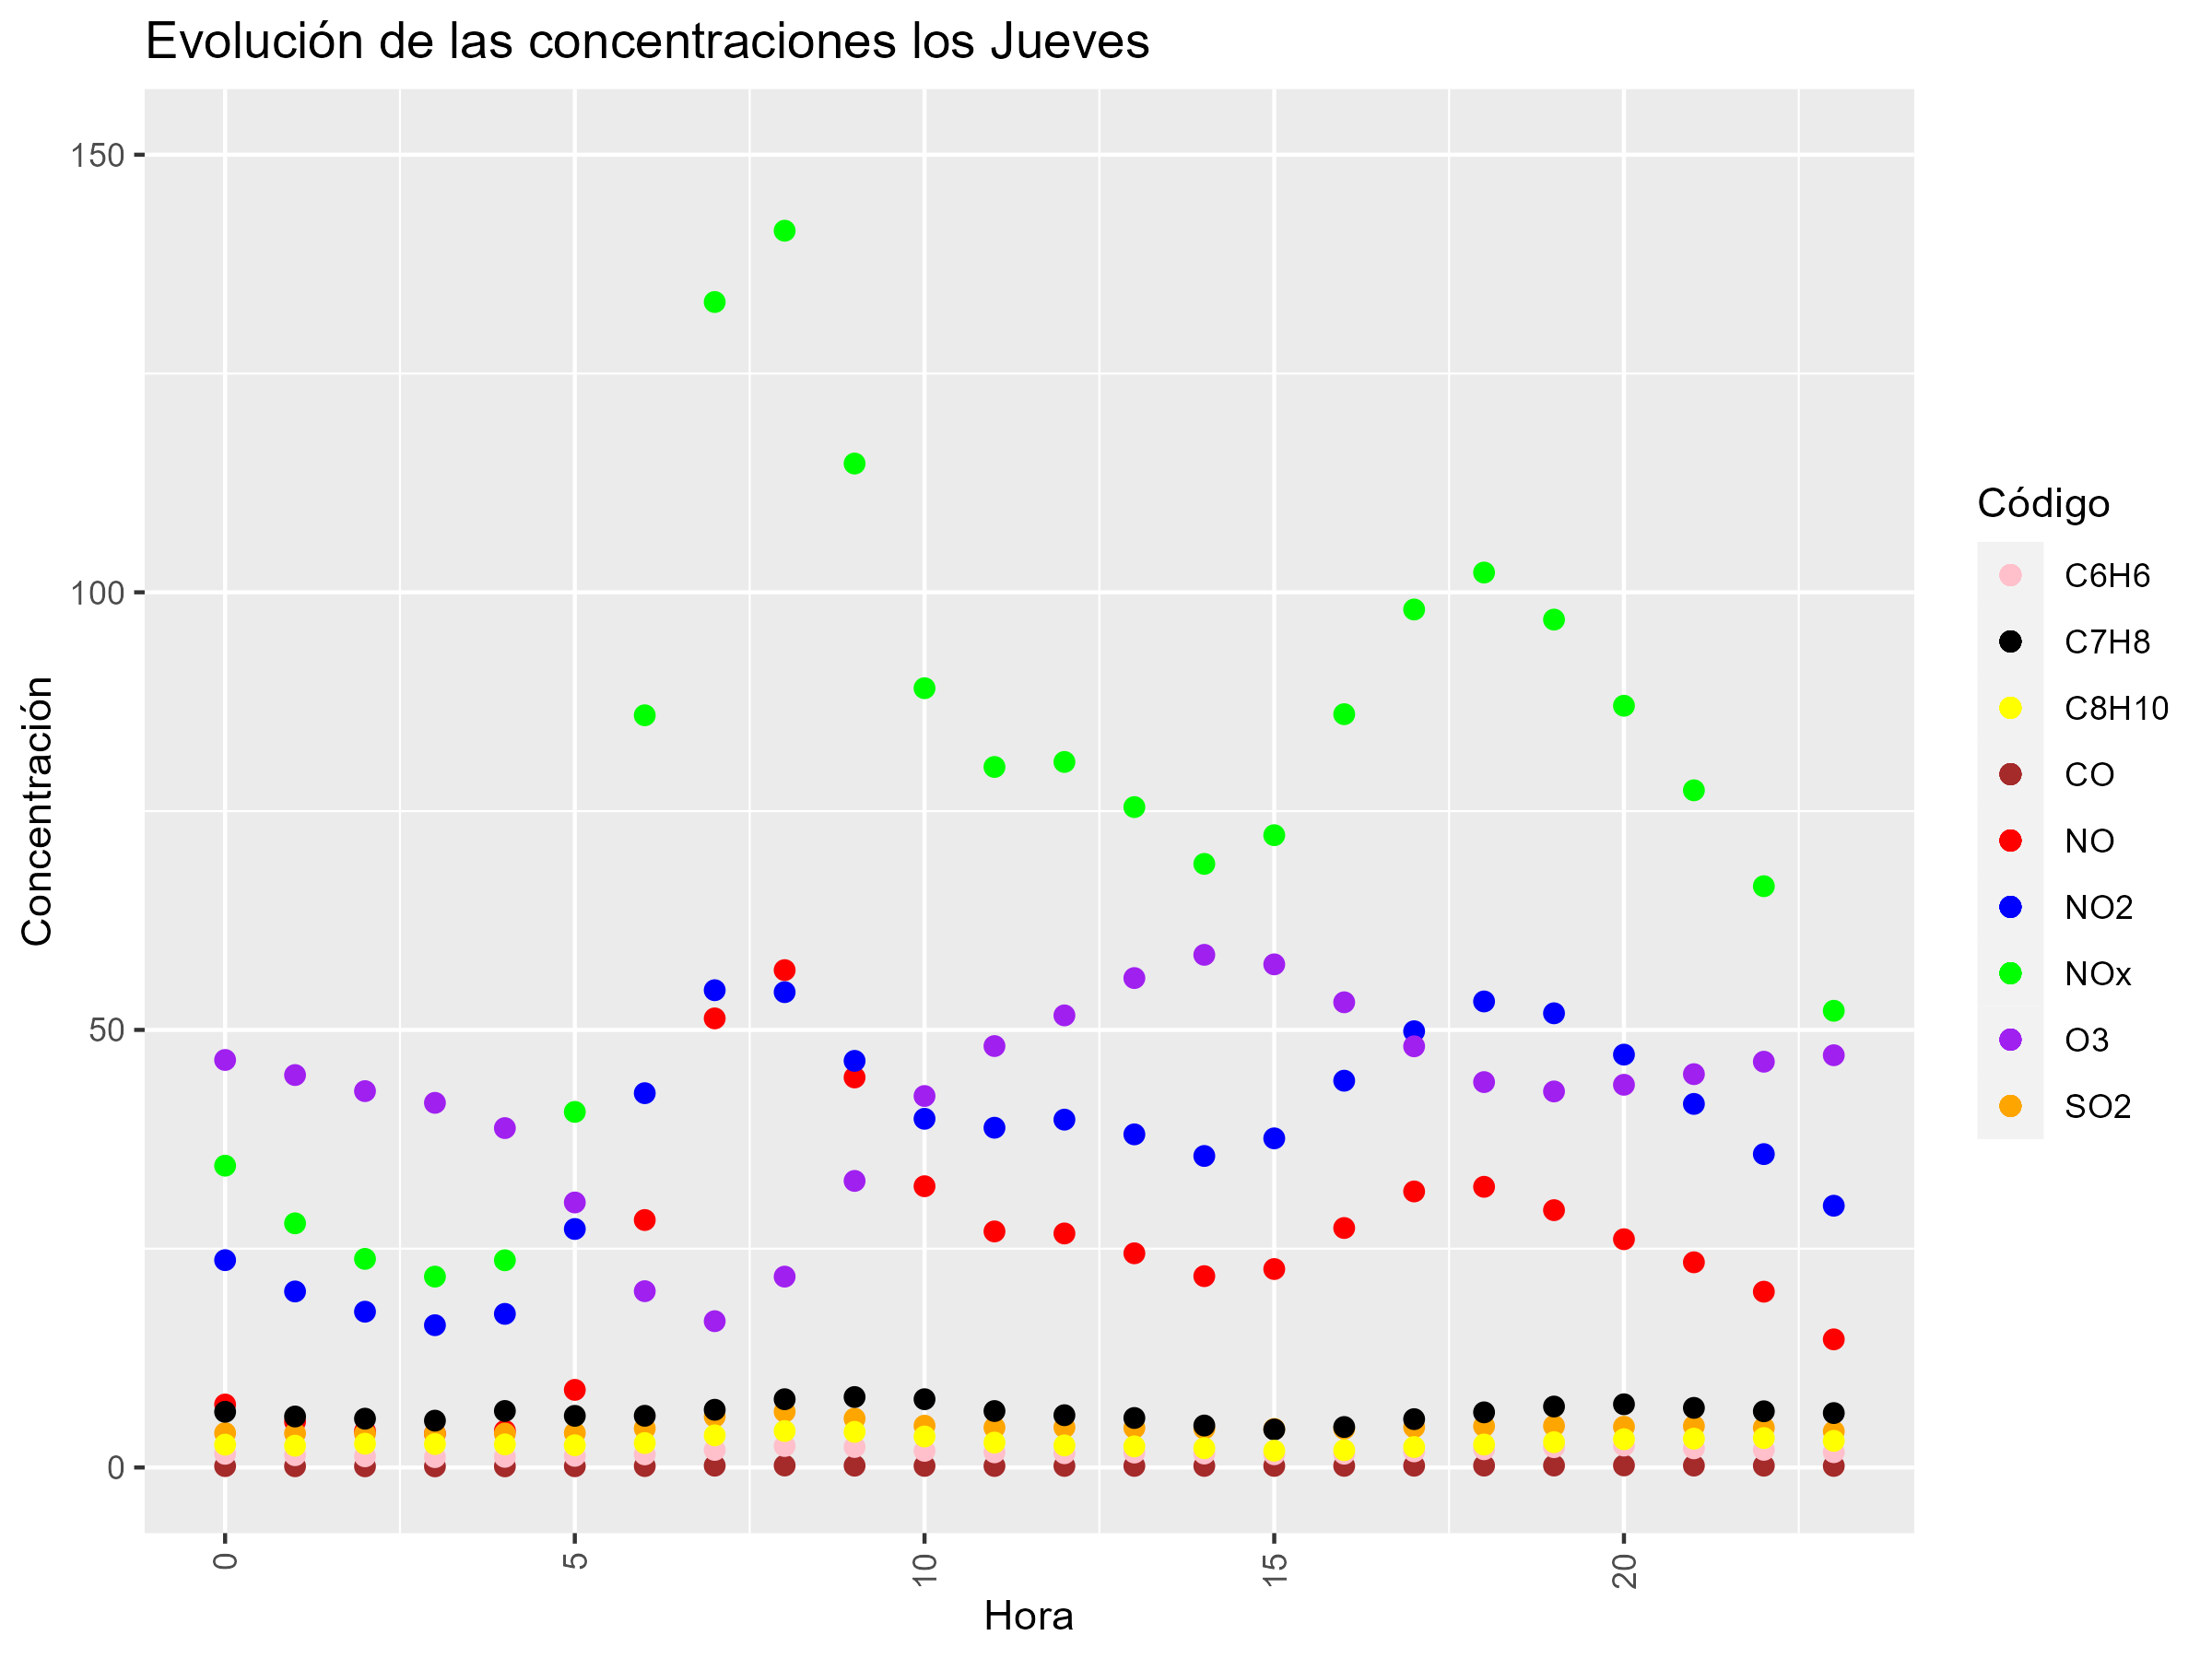 Evolución de las concentraciones los Jueves
150
100
50
0
Concentración
0
5
10
15
20
Hora
Código
C6H6
C7H8
C8H10
CO
NO
NO2
NOx
O3
SO2